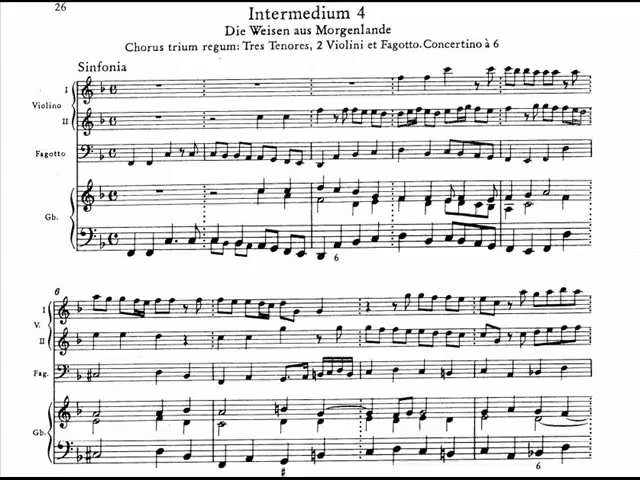 26
Intermedium 4
Die Weisen aus Morgenlande
Chorus trium regum: Tres Tenores, 2 Violini et Fagotto. Concertino à 6
Sinfonia
I
Violino
II
Fagotto
Gb.
6
6
I
V.
II
Fag.
Gb.
6